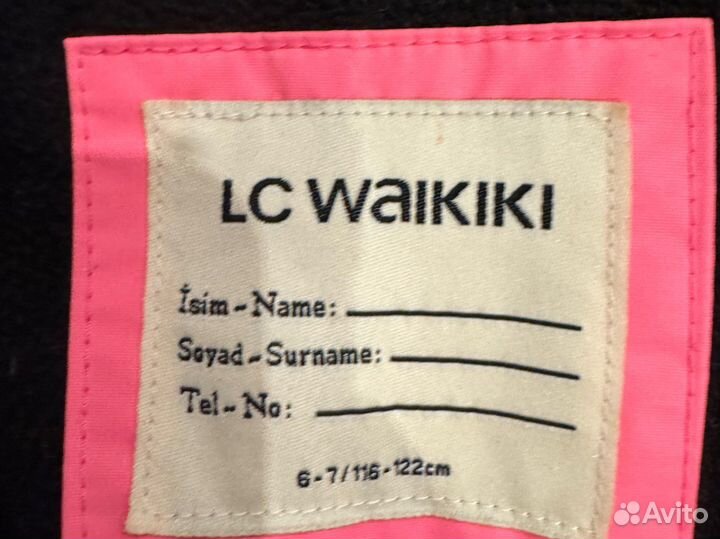 LC WAIKIKI
İsim-Name:
Soyad-Surname:
Tel-No:
6-7/116-122cm
Avito